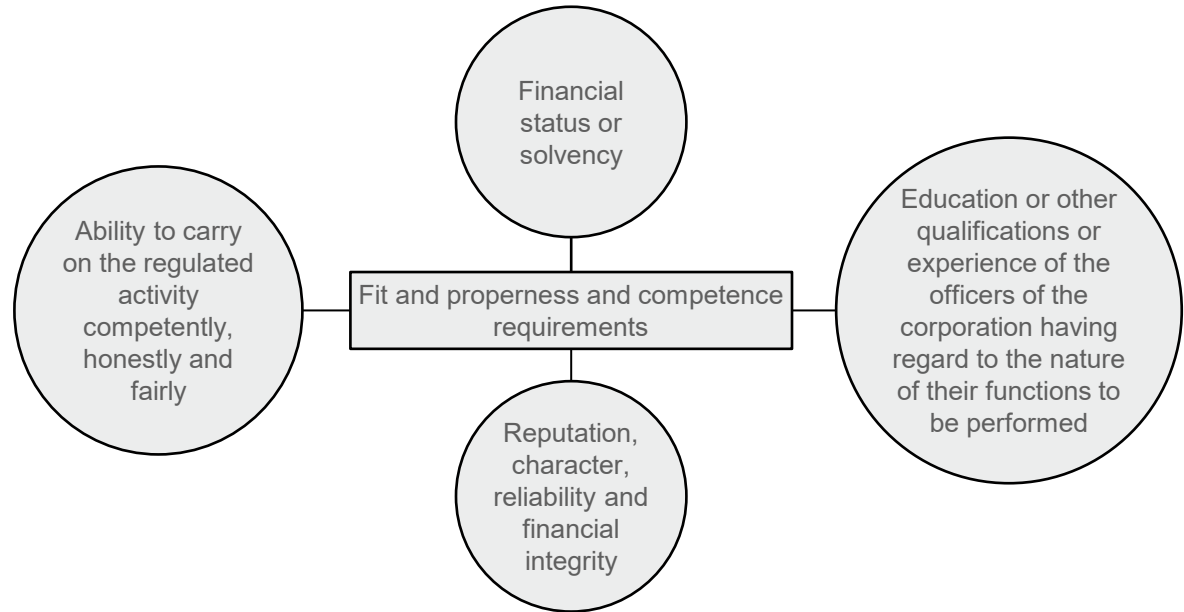 Financial
status or
solvency
Ability to carry
on the regulated
activity
competently,
honestly and
fairly
Fit and properness and competence
requirements
Education or other
qualifications or
experience of the
officers of the
corporation having
regard to the nature
of their functions to
be performed
Reputation,
character,
reliability and
financial
integrity